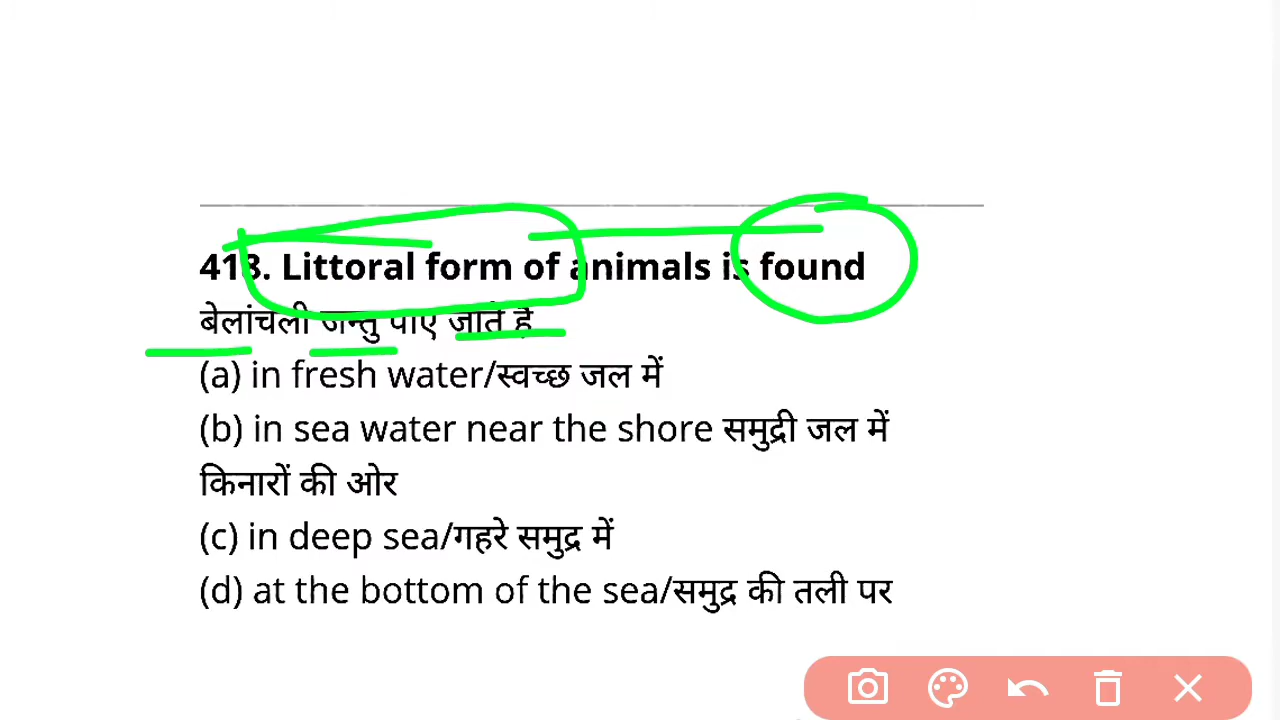 418. Littoral form of animals is found
बेलांचली जन्तु पाए जाते है
(a) in fresh water/स्वच्छ जल में
(b) in sea water near the shore समुद्री जल में
किनारों की ओर
(c) in deep sea/गहरे समुद्र में
(d) at the bottom of the sea/समुद्र की तली पर